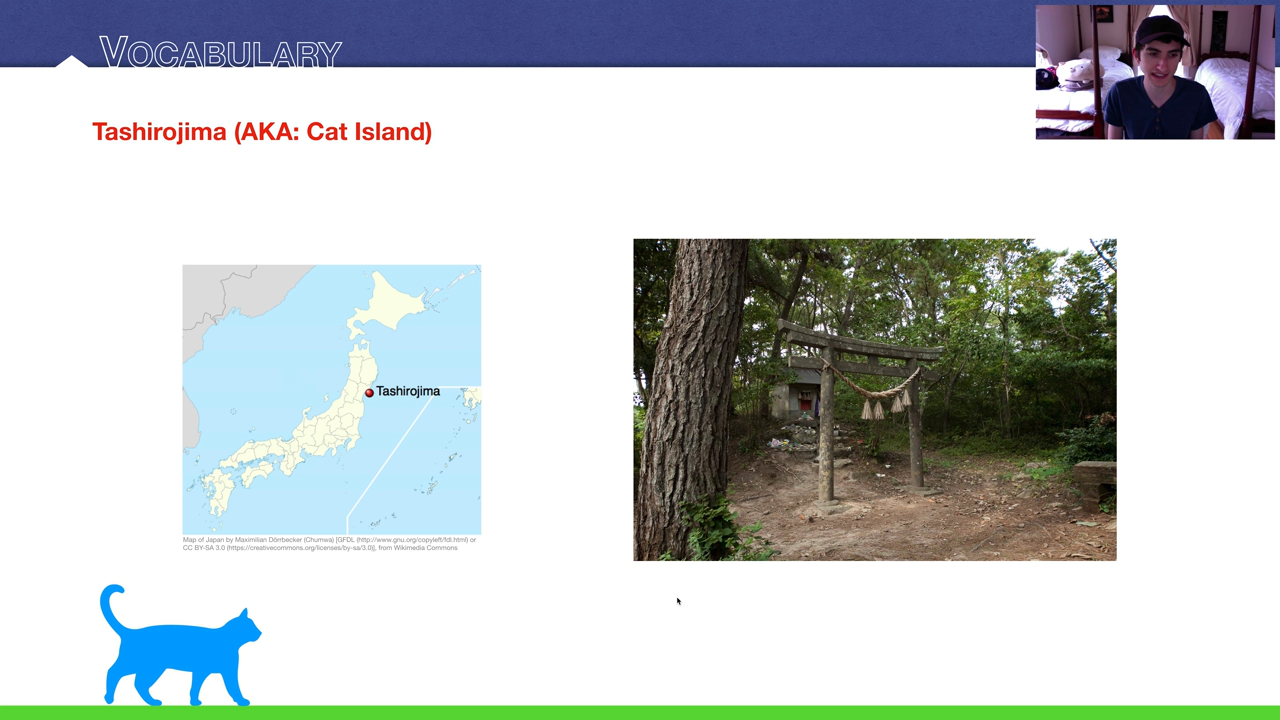 VOCABULARY
Tashirojima (AKA: Cat Island)
Tashirojima
Map of Japan by Maximilian Dörrbecker (Chumwa) [GFDL (http://www.gnu.org/copyleft/fdl.html) or
CC BY-SA 3.0 (https://creativecommons.org/licenses/by-sa/3.0)], from Wikimedia Commons